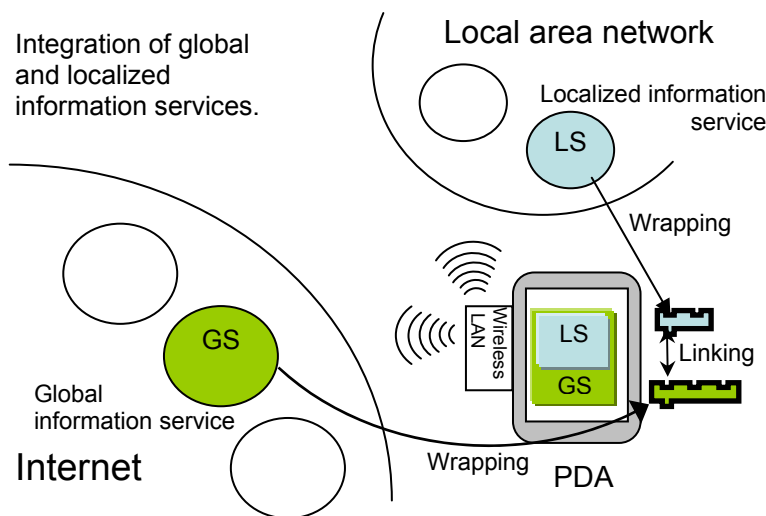 Integration of global
and localized
information services.
Local area network
Localized information
service
LS
Wrapping
Wireless
LAN
LS
GS
Linking
GS
Global
information service
Internet
Wrapping
PDA